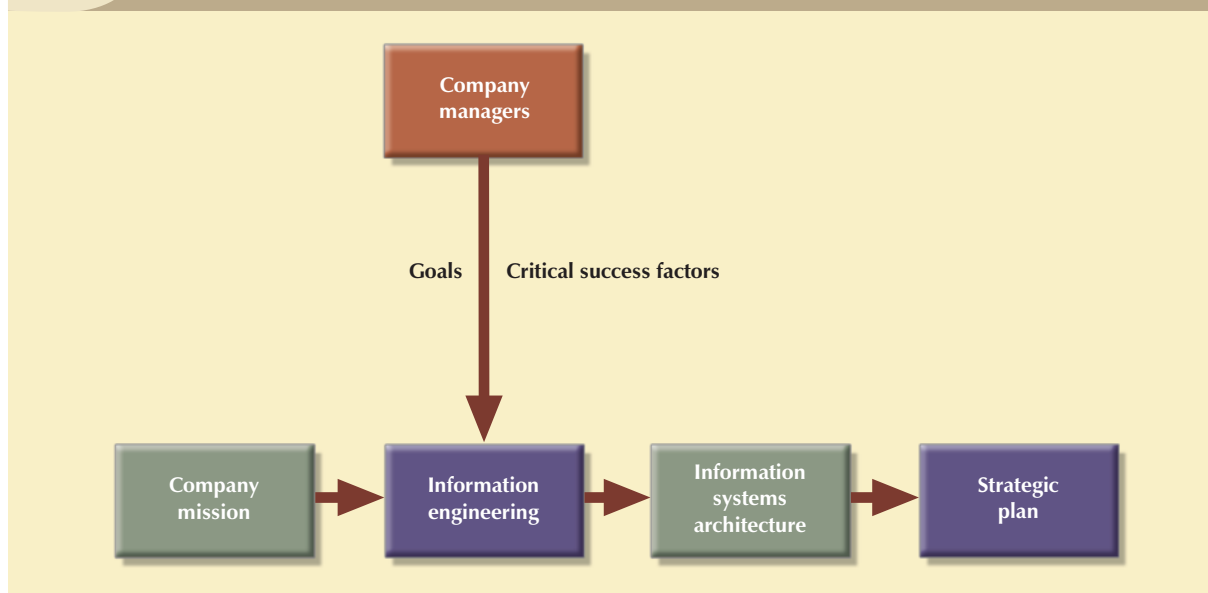 Company
managers
Goals
Critical success factors
Company
mission
Information
engineering
Information
systems
architecture
Strategic
plan